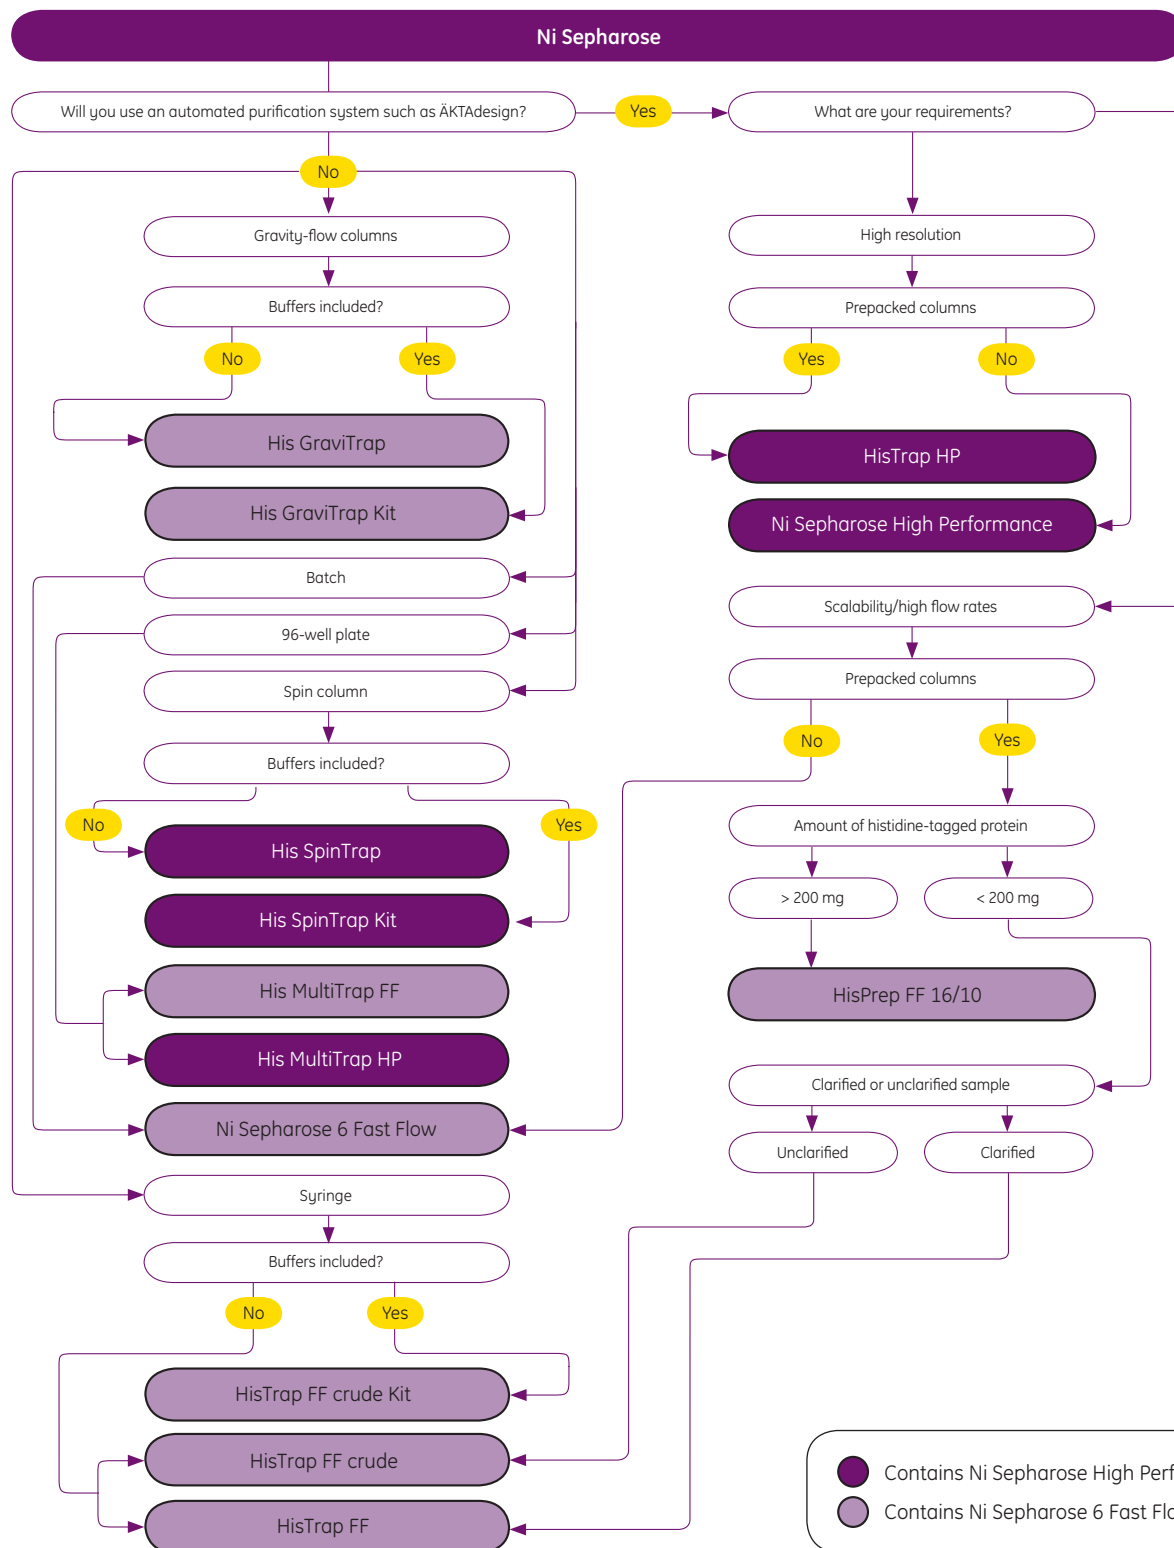 Ni Sepharose
Will you use an automated purification system such as ÄKTAdesign?
Yes
What are your requirements?
No
Gravity-flow columns
High resolution
Buffers included?
Prepacked columns
No
Yes
Yes
No
His GraviTrap
HisTrap HP
His GraviTrap Kit
Ni Sepharose High Performance
Batch
Scalability/high flow rates
96-well plate
Spin column
Prepacked columns
No
Yes
Buffers included?
No
Yes
Amount of histidine-tagged protein
His SpinTrap
> 200 mg
< 200 mg
His SpinTrap Kit
His MultiTrap FF
HisPrep FF 16/10
His MultiTrap HP
Clarified or unclarified sample
Ni Sepharose 6 Fast Flow
Unclarified
Clarified
Syringe
Buffers included?
No
Yes
HisTrap FF crude Kit
HisTrap FF crude
HisTrap FF
Contains Ni Sepharose High
Contains Ni Sepharose 6 Fast